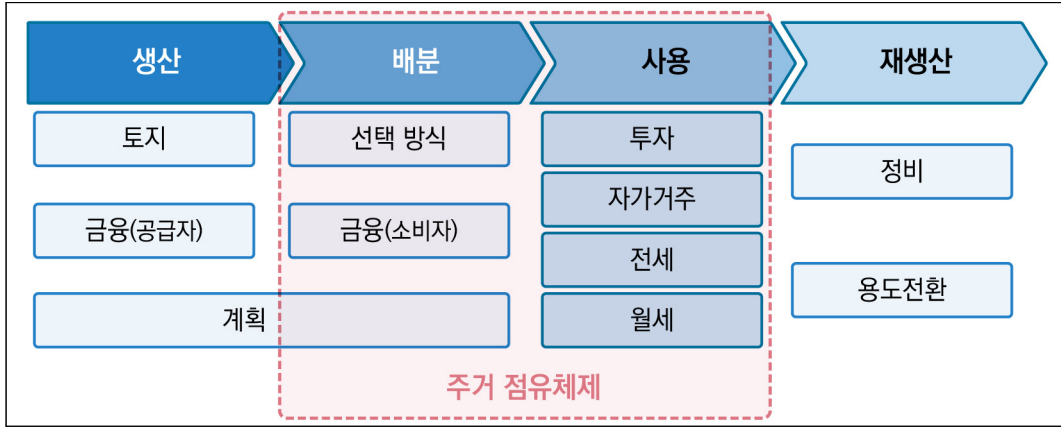 생산
배분
사용
재생산
토지
선택 방식
투자
정비
자가거주
금융(공급자)
금융(소비자)
전세
용도전환
계획
월세
주거 점유체제